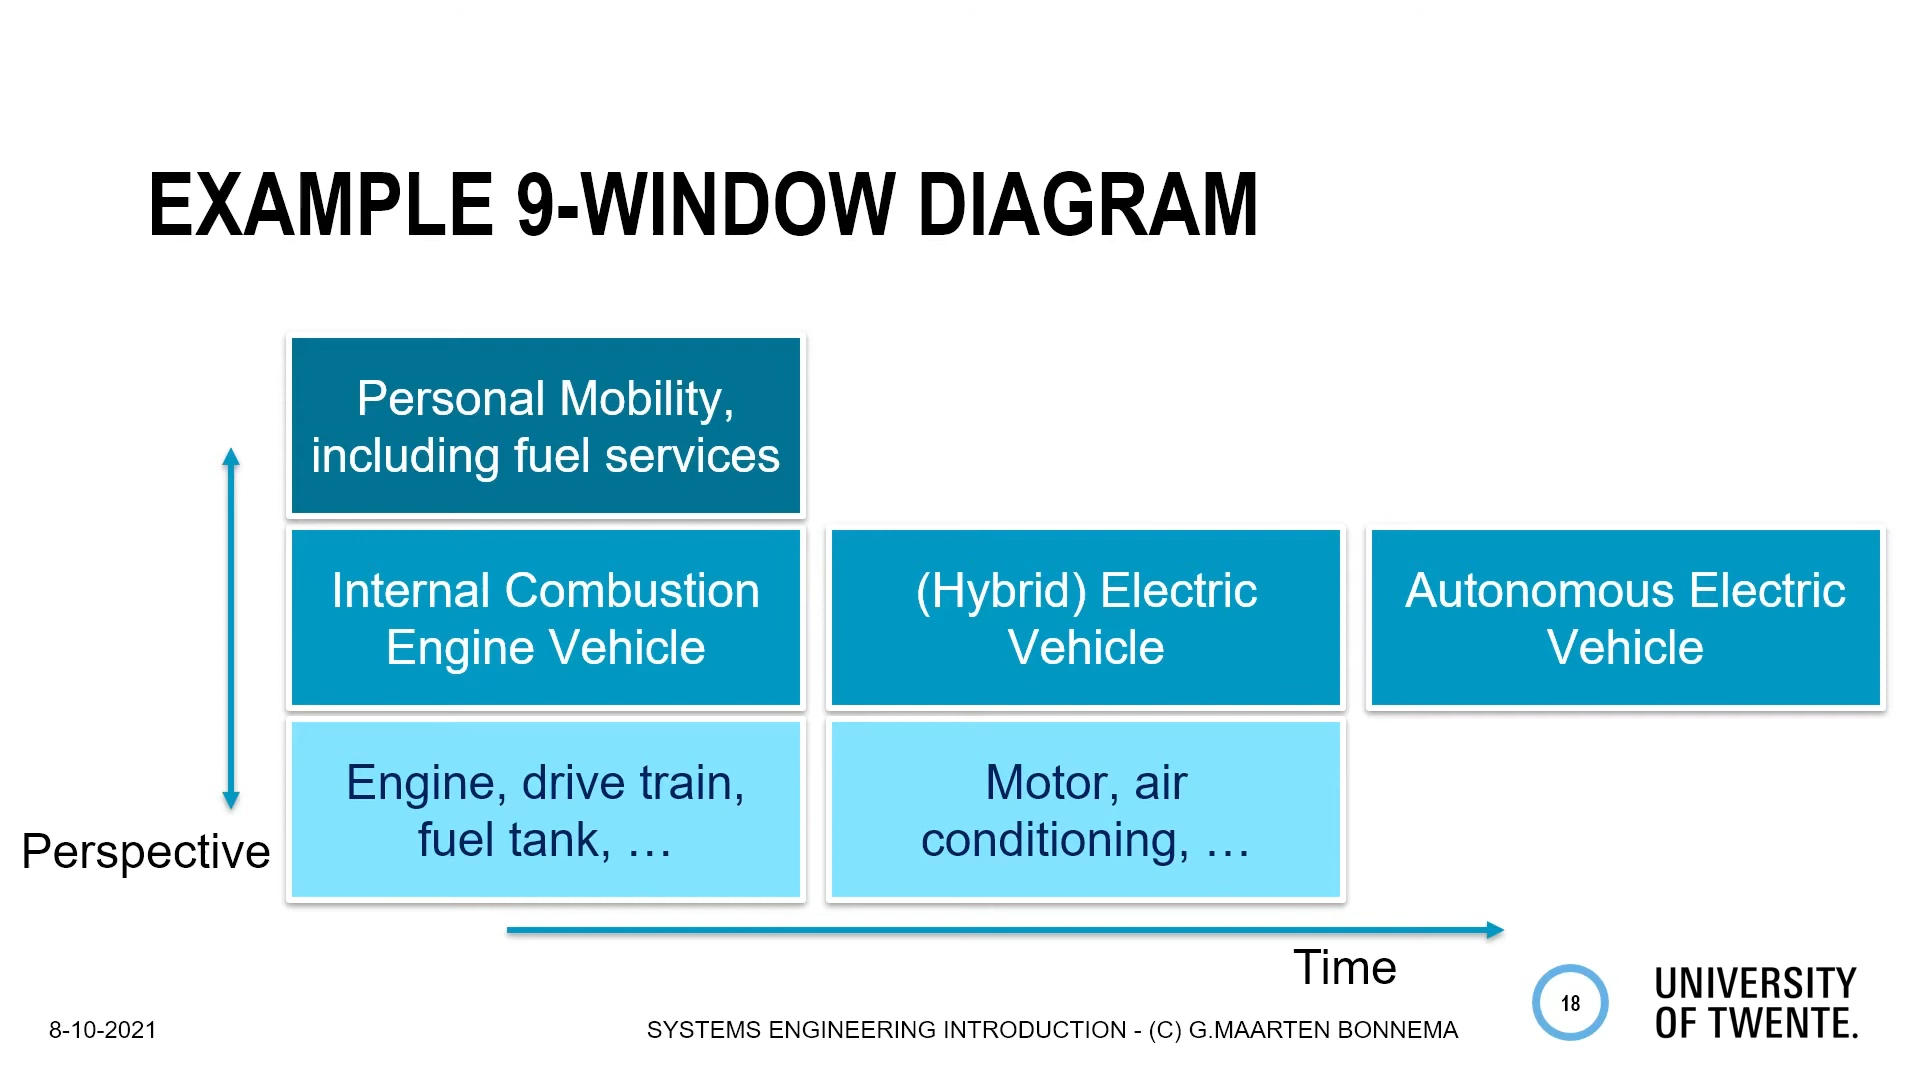 EXAMPLE 9-WINDOW DIAGRAM
Personal Mobility,
including fuel services
Internal Combustion
Engine Vehicle
(Hybrid) Electric
Vehicle
Autonomous Electric
Vehicle
Engine, drive train,
fuel tank, …
Motor, air
conditioning, …
Perspective
Time
8-10-2021
SYSTEMS ENGINEERING INTRODUCTION - (C) G.MAARTEN BONNEMA
18
UNIVERSITY
OF TWENTE.